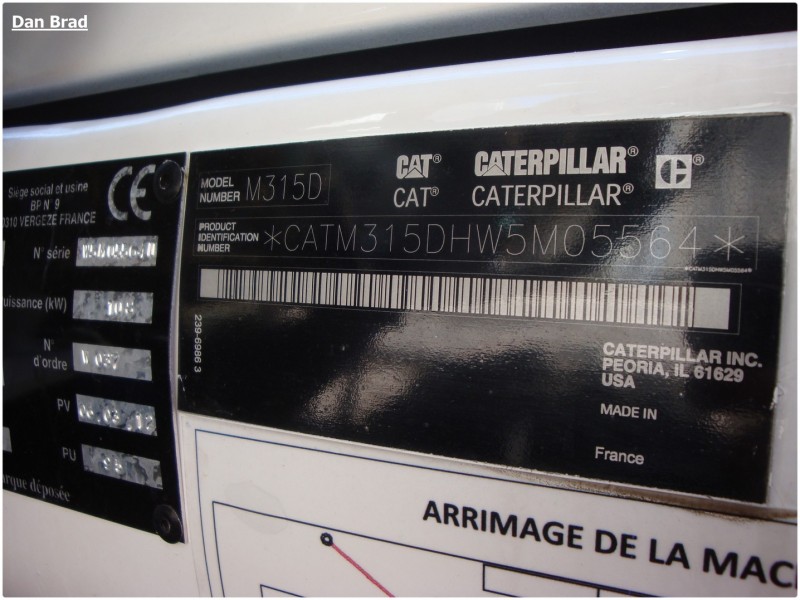 Dan Brad
Siège social et usine
BP N° 9
0310 VERGEZE FRANCE
CE
N° série
uissance (kW)
N°
d'ordre
PV
PU
arque déposée
MODEL
NUMBER
M315D
CAT® CATERPILLAR® C®
CAT® CATERPILLAR®
PRODUCT
IDENTIFICATION
NUMBER
*CATM315DHW5M05564*
*CATM315DHW5M05564*
239-6986 3
CATERPILLAR INC.
PEORIA, IL 61629
USA
MADE IN
France
ARRIMAGE DE LA MAC